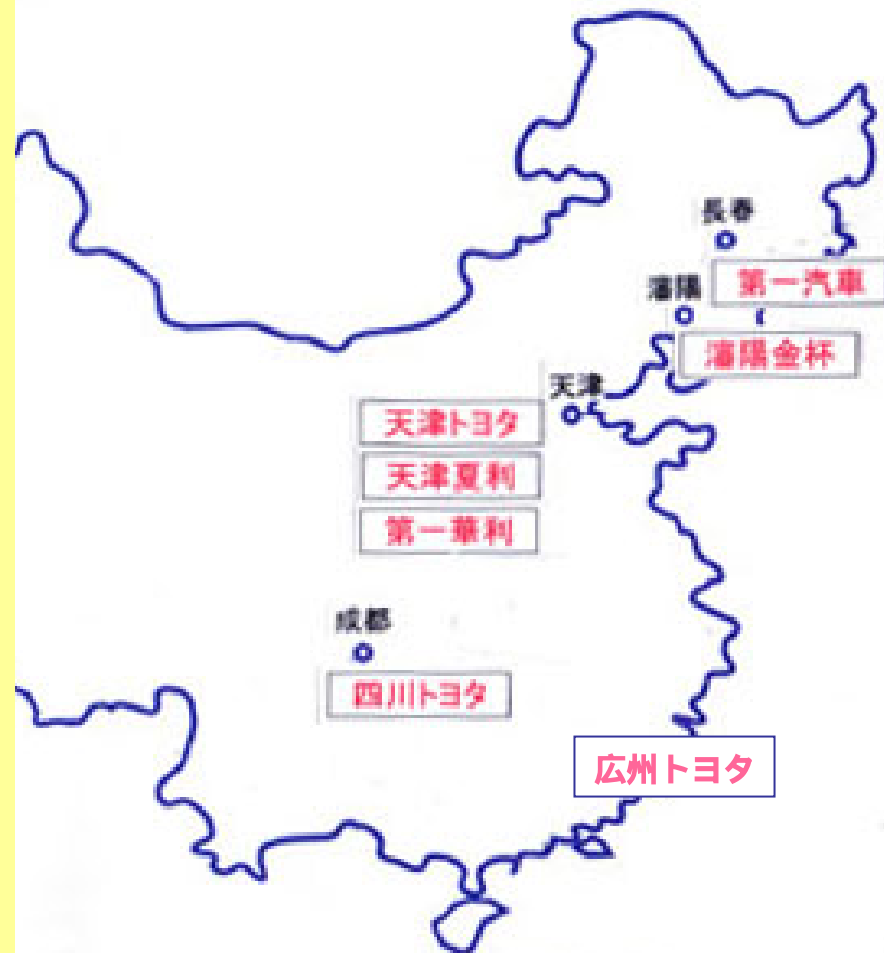 長春
第一汽車
瀋陽
瀋陽金杯
天津
天津トヨタ
天津夏利
第一華利
成都
四川トヨタ
広州トヨタ